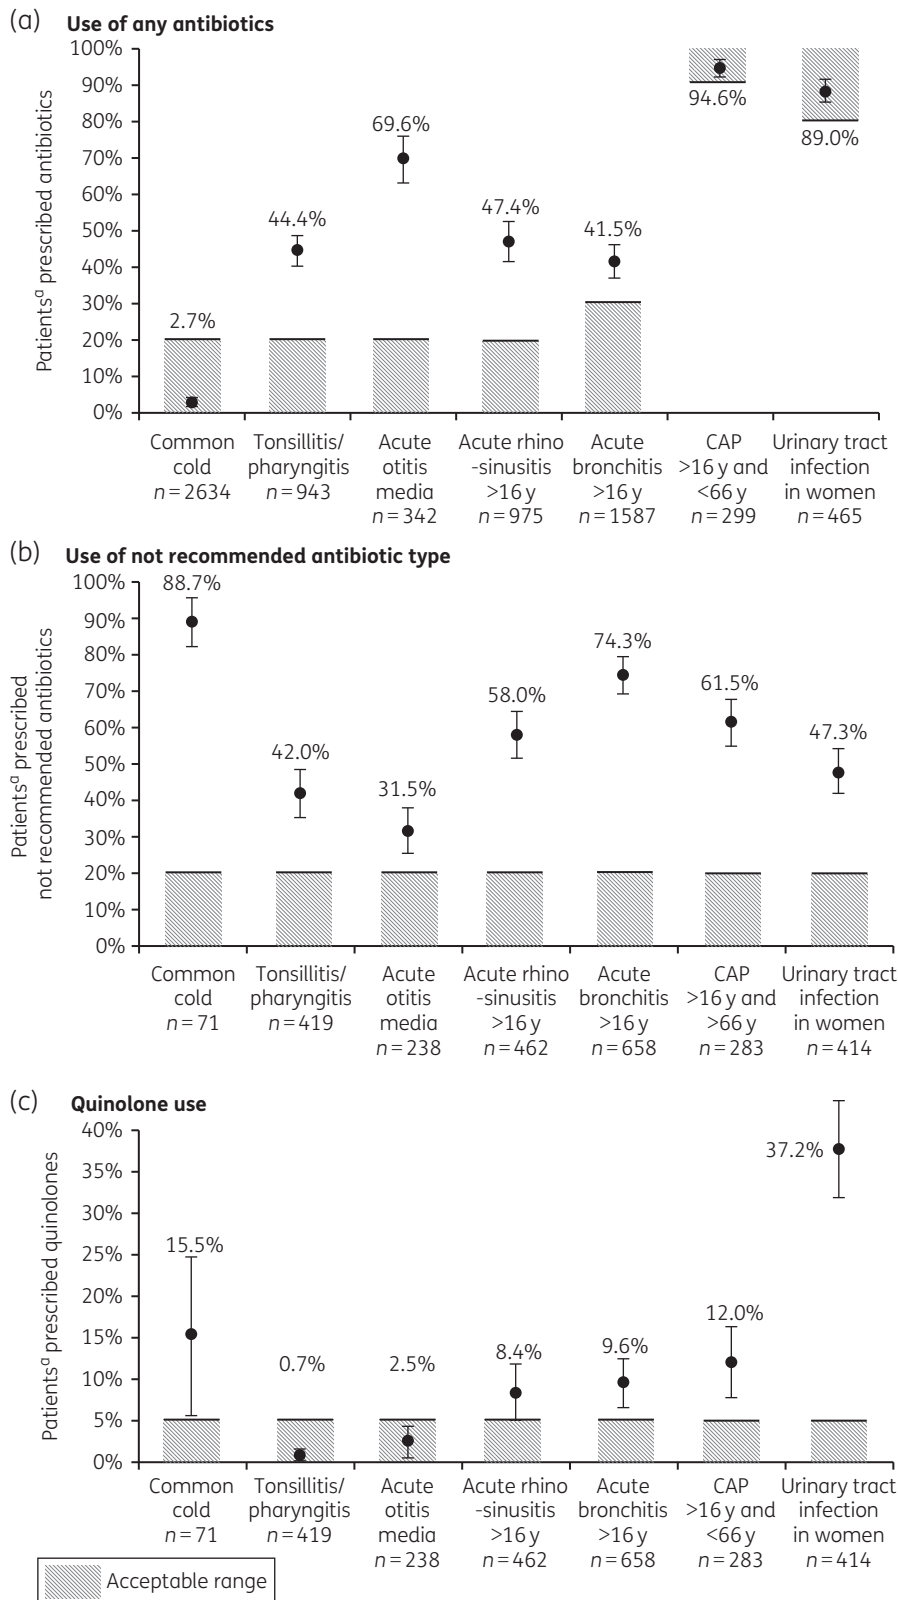 (a) Use of any antibiotics
Patientsᵃ prescribed antibiotics
100%
90%
80%
70%
60%
50%
40%
30%
20%
10%
0%
2.7%
44.4%
69.6%
47.4%
41.5%
94.6%
89.0%
Common cold n=2634
Tonsillitis/ pharyngitis n=943
Acute otitis media n=342
Acute rhino -sinusitis >16 y n=975
Acute bronchitis >16 y n=1587
CAP >16 y and <66 y n=299
Urinary tract infection in women n=465
(b) Use of not recommended antibiotic type
Patientsᵃ prescribed
not recommended antibiotics
100%
90%
80%
70%
60%
50%
40%
30%
20%
10%
0%
88.7%
42.0%
31.5%
58.0%
74.3%
61.5%
47.3%
Common cold n=71
Tonsillitis/ pharyngitis n=419
Acute otitis media n=238
Acute rhino -sinusitis >16 y n=462
Acute bronchitis >16 y n=658
CAP >16 y and >66 y n=283
Urinary tract infection in women n=414
(c) Quinolone use
Patientsᵃ prescribed quinolones
40%
35%
30%
25%
20%
15%
10%
5%
0%
15.5%
0.7%
2.5%
8.4%
9.6%
12.0%
37.2%
Common cold n=71
Tonsillitis/ pharyngitis n=419
Acute otitis media n=238
Acute rhino -sinusitis >16 y n=462
Acute bronchitis >16 y n=658
CAP >16 y and <66 y n=283
Urinary tract infection in women n=414
Acceptable range